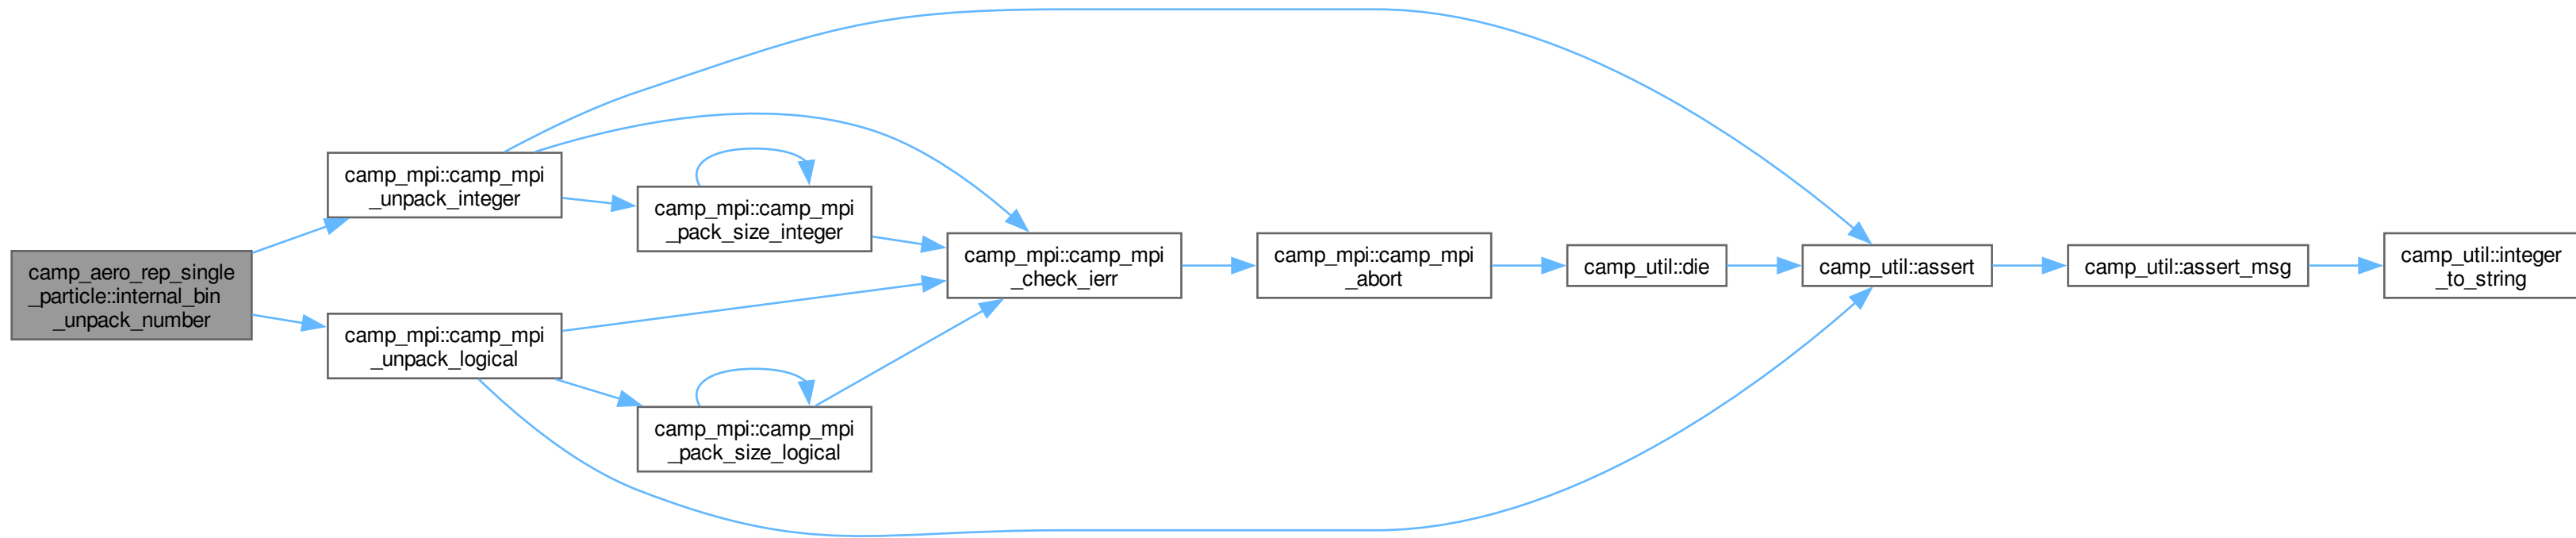 camp_aero_rep_single
_particle::internal_bin
_unpack_number
camp_mpi::camp_mpi
_unpack_integer
camp_mpi::camp_mpi
_unpack_logical
camp_mpi::camp_mpi
_pack_size_integer
camp_mpi::camp_mpi
_pack_size_logical
camp_mpi::camp_mpi
_check_ierr
camp_mpi::camp_mpi
_abort
camp_util::die
camp_util::assert
camp_util::assert_msg
camp_util::integer
_to_string